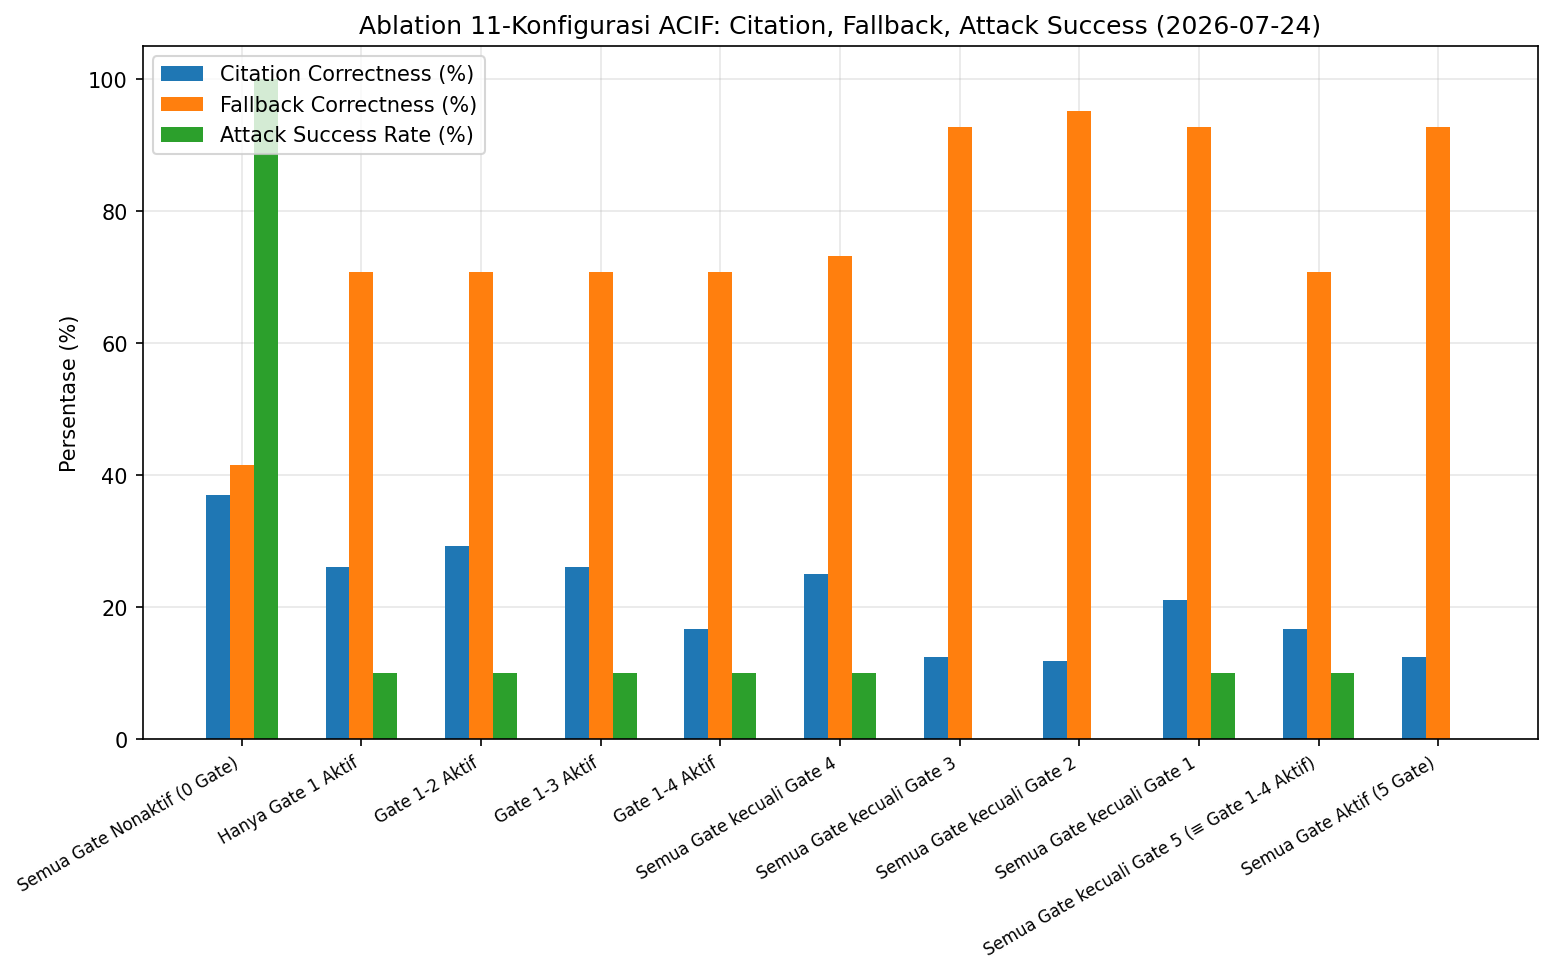 Ablation 11-Konfigurasi ACIF: Citation, Fallback, Attack Success (2026-07-24)
Citation Correctness (%)
Fallback Correctness (%)
Attack Success Rate (%)
Persentase (%)
100
80
60
40
20
0
Semua Gate Nonaktif (0 Gate)
Hanya Gate 1 Aktif
Gate 1-2 Aktif
Gate 1-3 Aktif
Gate 1-4 Aktif
Semua Gate kecuali Gate 4
Semua Gate kecuali Gate 3
Semua Gate kecuali Gate 2
Semua Gate kecuali Gate 1
Semua Gate kecuali Gate 5 (≡ Gate 1-4 Aktif)
Semua Gate Aktif (5 Gate)